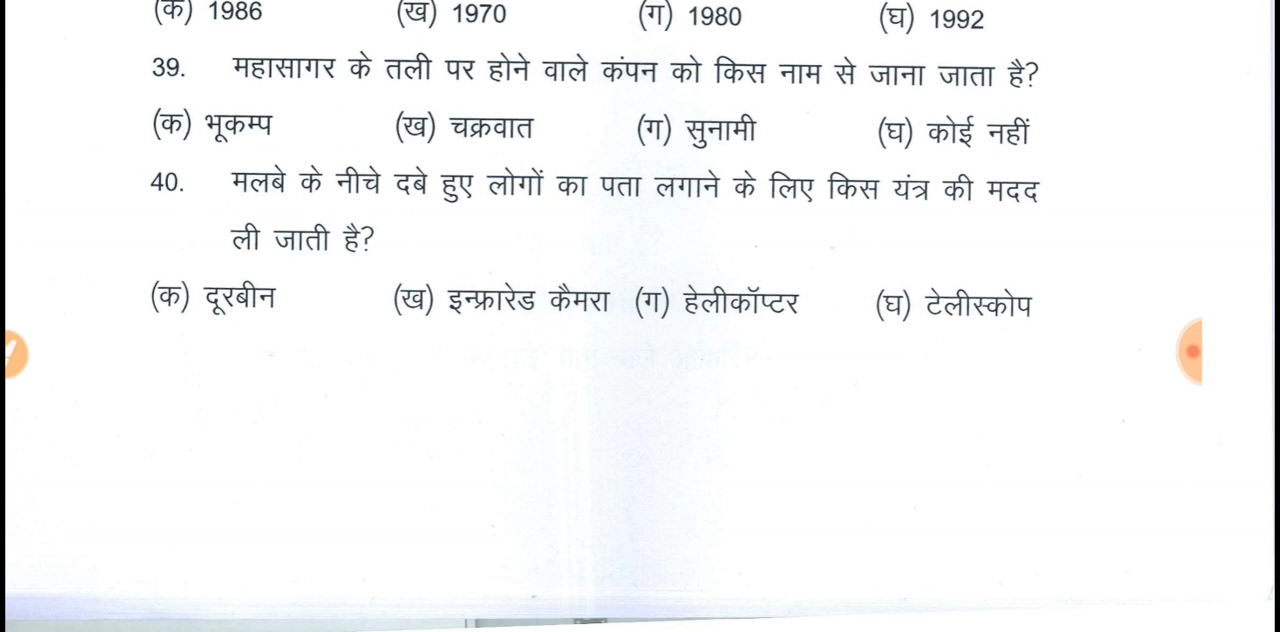 (क) 1986 (ख) 1970 (ग) 1980 (घ) 1992
39. महासागर के तली पर होने वाले कंपन को किस नाम से जाना जाता है?
(क) भूकम्प (ख) चक्रवात (ग) सुनामी (घ) कोई नहीं
40. मलबे के नीचे दबे हुए लोगों का पता लगाने के लिए किस यंत्र की मदद
ली जाती है?
(क) दूरबीन (ख) इन्फ्रारेड कैमरा (ग) हेलीकॉप्टर (घ) टेलीस्कोप